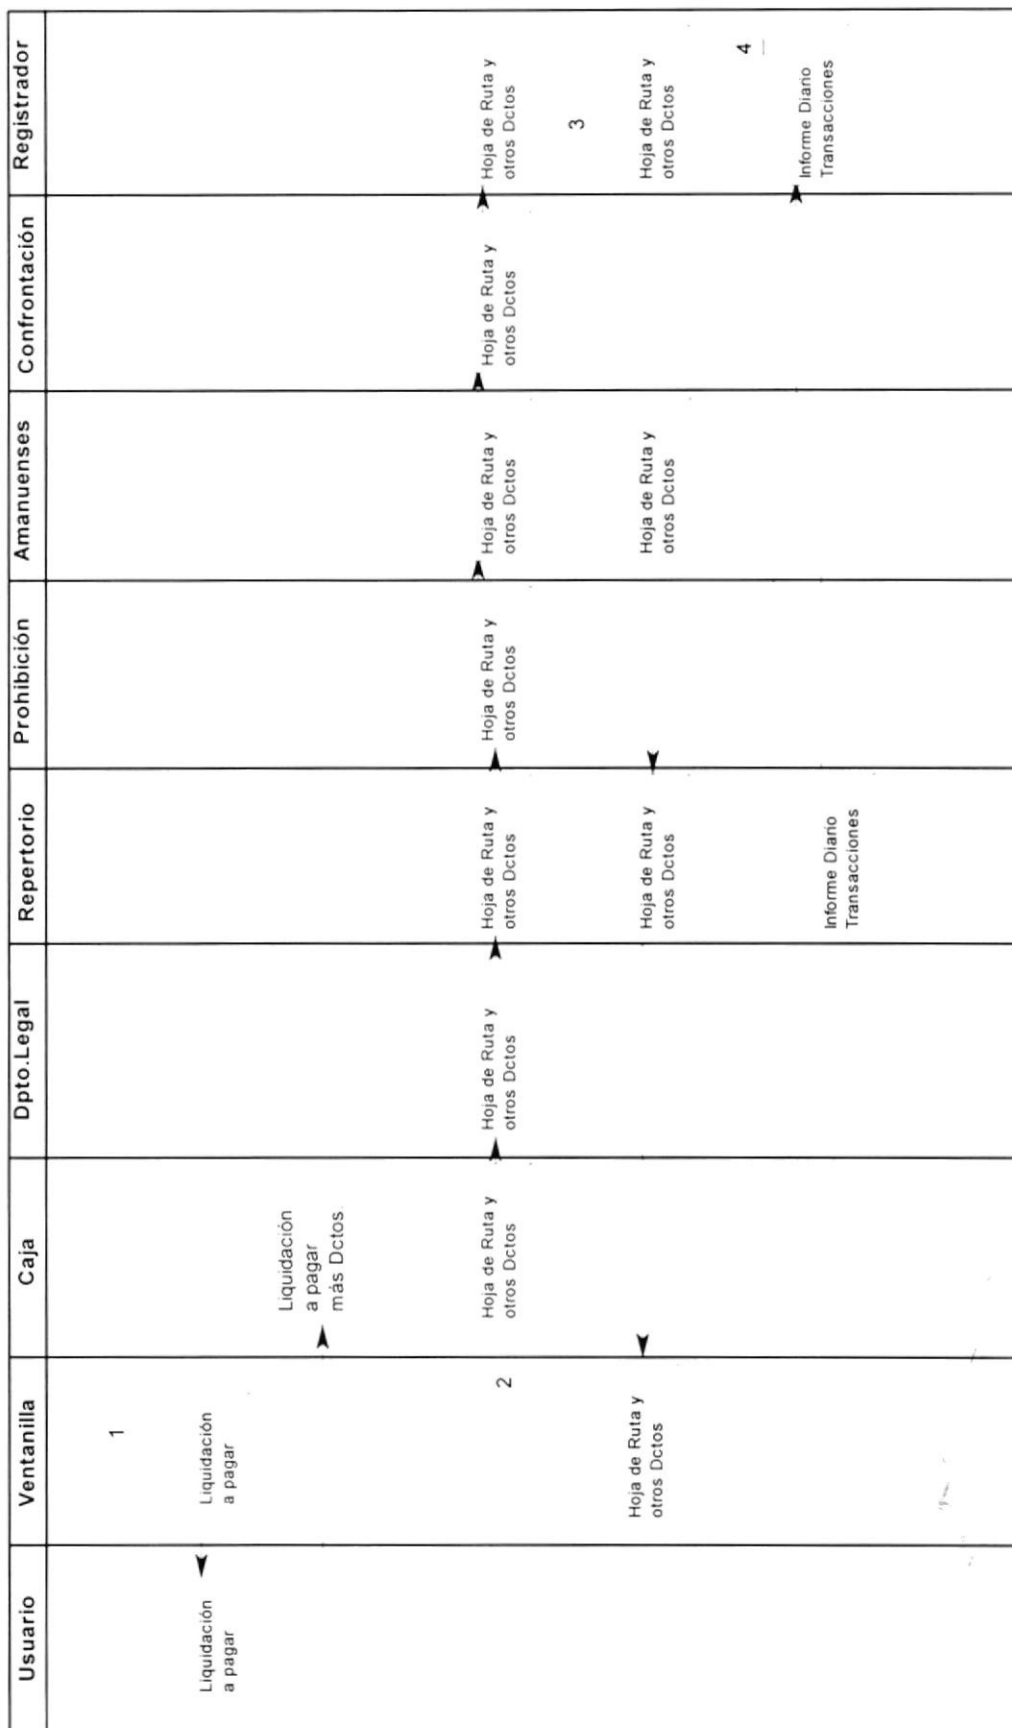 Usuario
Ventanilla
Caja
Dpto.Legal
Repertorio
Prohibición
Amanuenses
Confrontación
Registrador
1
Liquidación
a pagar
Liquidación
a pagar
Liquidación
a pagar
más Dctos.
2
Hoja de Ruta y
otros Dctos
Hoja de Ruta y
otros Dctos
Hoja de Ruta y
otros Dctos
Hoja de Ruta y
otros Dctos
Hoja de Ruta y
otros Dctos
Hoja de Ruta y
otros Dctos
Hoja de Ruta y
otros Dctos
3
Hoja de Ruta y
otros Dctos
Hoja de Ruta y
otros Dctos
Hoja de Ruta y
otros Dctos
Hoja de Ruta y
otros Dctos
4
Informe Diario
Transacciones
Informe Diario
Transacciones